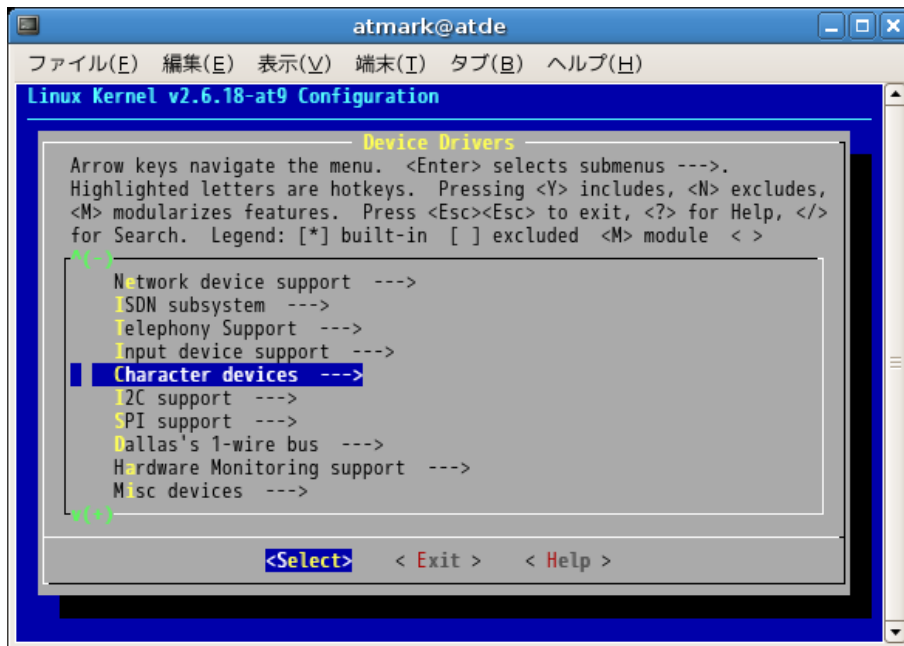 atmark@atde
ファイル(F) 編集(E) 表示(V) 端末(T) タブ(B) ヘルプ(H)
Linux Kernel v2.6.18-at9 Configuration
Device Drivers
Arrow keys navigate the menu. <Enter> selects submenus --->.
Highlighted letters are hotkeys. Pressing <Y> includes, <N> excludes,
<M> modularizes features. Press <Esc><Esc> to exit, <?> for Help, </>
for Search. Legend: [*] built-in [ ] excluded <M> module < >
^(-)
Network device support --->
ISDN subsystem --->
Telephony Support --->
Input device support --->
Character devices --->
I2C support --->
SPI support --->
Dallas's 1-wire bus --->
Hardware Monitoring support --->
Misc devices --->
v(+)
<Select> < Exit > < Help >